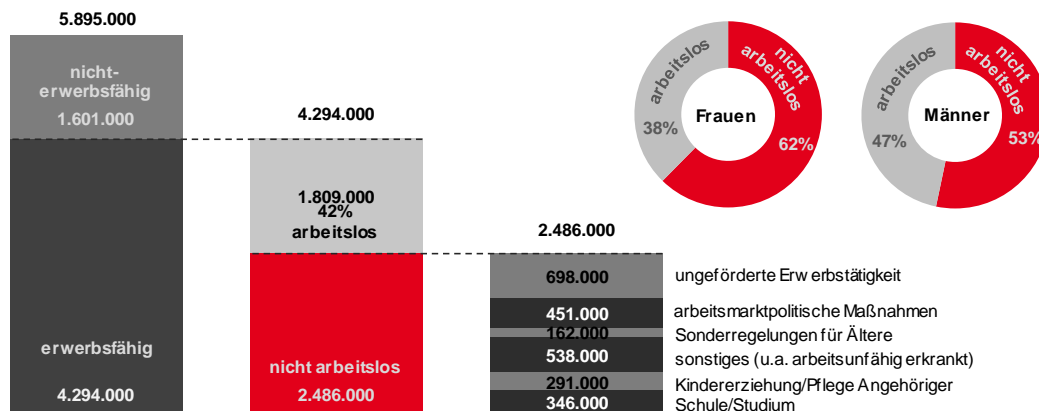 5.895.000
nicht-
erwerbsfähig
1.601.000
erwerbsfähig
4.294.000
4.294.000
1.809.000
42%
arbeitslos
nicht arbeitslos
2.486.000
2.486.000
698.000 ungeförderte Erwerbstätigkeit
451.000 arbeitsmarktpolitische Maßnahmen
162.000 Sonderregelungen für Ältere
538.000 sonstiges (u.a. arbeitsunfähig erkrankt)
291.000 Kindererziehung/Pflege Angehöriger
346.000 Schule/Studium
arbeitslos
38%
Frauen
nicht
arbeitslos
62%
arbeitslos
47%
Männer
nicht
arbeitslos
53%